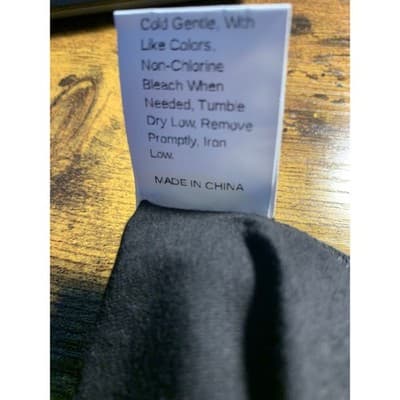 Cold Gentle, With
Like Colors,
Non-Chlorine
Bleach When
Needed, Tumble
Dry Low, Remove
Promptly, Iron
Low.
MADE IN CHINA